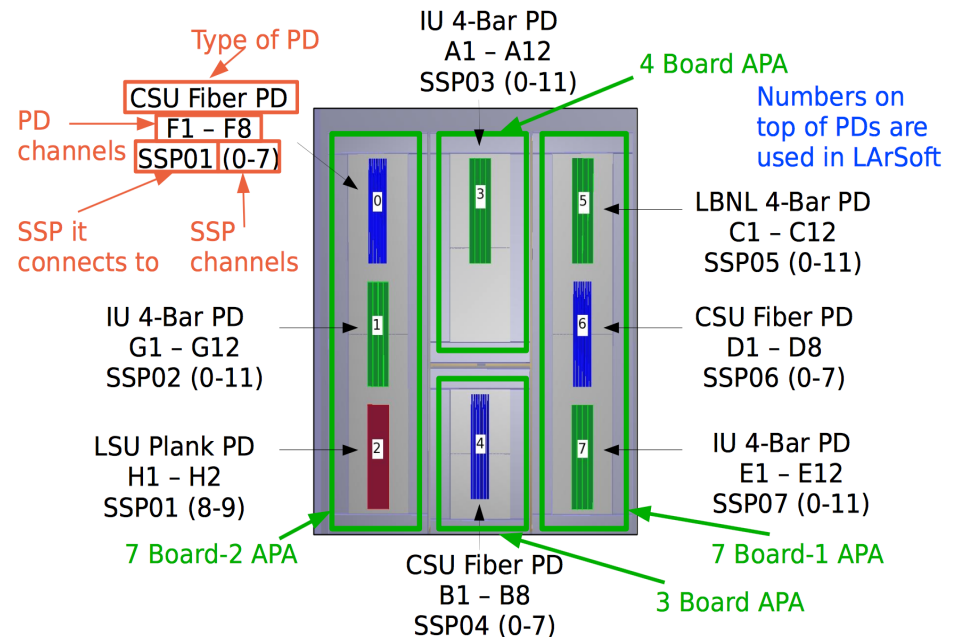 IU 4-Bar PD
A1 – A12
SSP03 (0-11)
Type of PD
CSU Fiber PD
F1 – F8
SSP01 (0-7)
PD
channels
SSP it
connects to
SSP
channels
4 Board APA
Numbers on
top of PDs are
used in LArSoft
0
3
5
LBNL 4-Bar PD
C1 – C12
SSP05 (0-11)
IU 4-Bar PD
G1 – G12
SSP02 (0-11)
1
6
CSU Fiber PD
D1 – D8
SSP06 (0-7)
LSU Plank PD
H1 – H2
SSP01 (8-9)
2
4
7
IU 4-Bar PD
E1 – E12
SSP07 (0-11)
7 Board-2 APA
7 Board-1 APA
CSU Fiber PD
B1 – B8
SSP04 (0-7)
3 Board APA